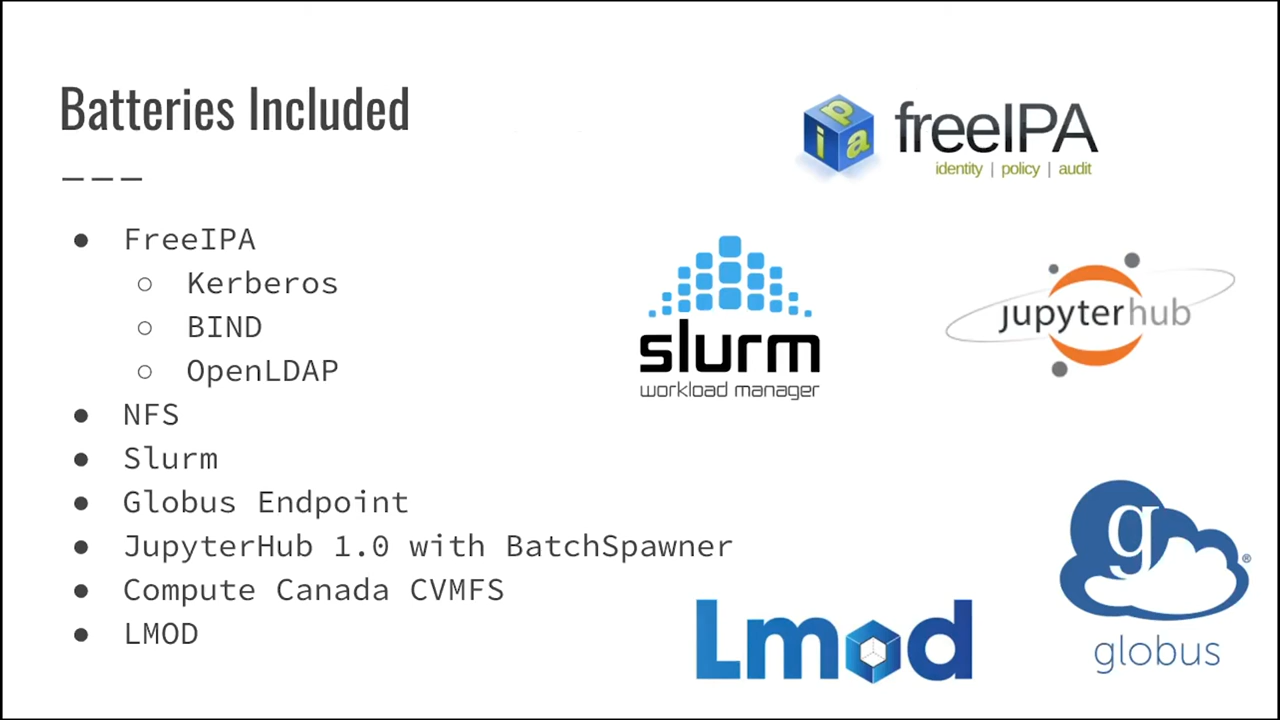 Batteries Included
● FreeIPA
○ Kerberos
○ BIND
○ OpenLDAP
● NFS
● Slurm
● Globus Endpoint
● JupyterHub 1.0 with BatchSpawner
● Compute Canada CVMFS
● LMOD
ipa
freeIPA
identity | policy | audit
slurm
workload manager
jupyterhub
g
®
globus
Lmod